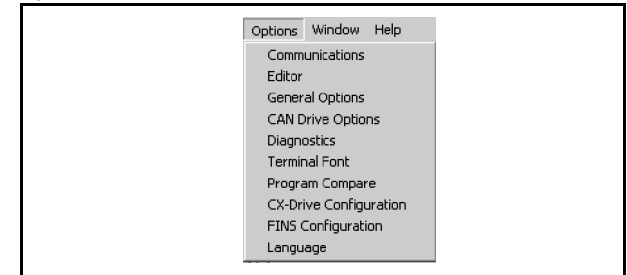 Options Window Help
Communications
Editor
General Options
CAN Drive Options
Diagnostics
Terminal Font
Program Compare
CX-Drive Configuration
FINS Configuration
Language